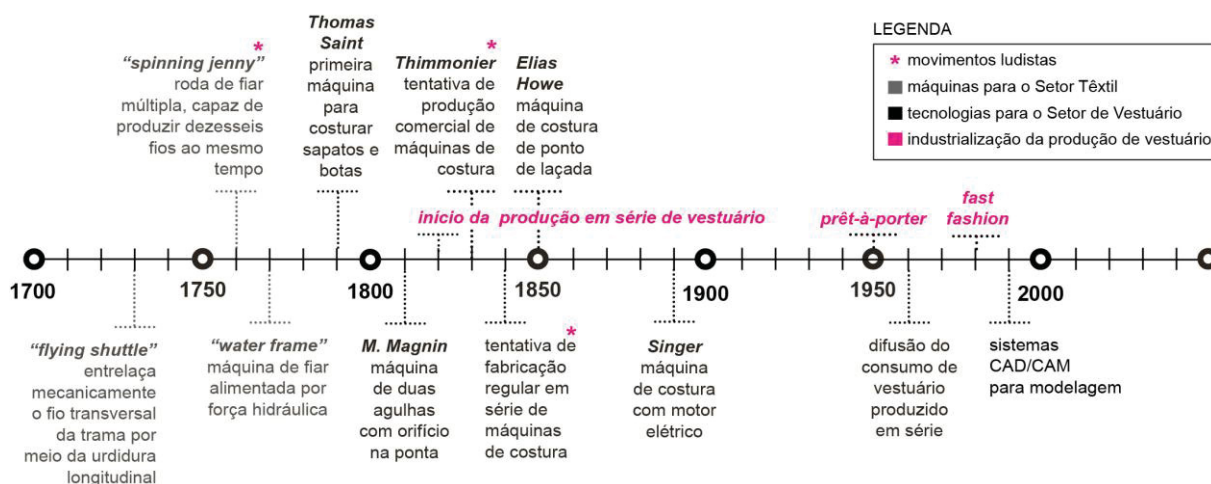 “spinning jenny” *
roda de fiar
múltipla, capaz de
produzir dezesseis
fios ao mesmo
tempo
Thomas
Saint
primeira
máquina
para
costurar
sapatos e
botas
*
Thimmonier
tentativa de
produção
comercial de
máquinas de
costura
Elias
Howe
máquina
de costura
de ponto
de laçada
LEGENDA
* movimentos ludistas
máquinas para o Setor Têxtil
tecnologias para o Setor de Vestuário
industrialização da produção de vestuário
início da produção em série de vestuário
prêt-à-porter
fast
fashion
1700
1750
1800
1850
1900
1950
2000
“flying shuttle”
entrelaça
mecanicamente
o fio transversal
da trama por
meio da urdidura
longitudinal
“water frame”
máquina de fiar
alimentada por
força hidráulica
M. Magnin
máquina
de duas
agulhas
com orifício
na ponta
*
tentativa de
fabricação
regular em
série de
máquinas
de costura
Singer
máquina
de costura
com motor
elétrico
difusão do
consumo de
vestuário
produzido
em série
sistemas
CAD/CAM
para modelagem